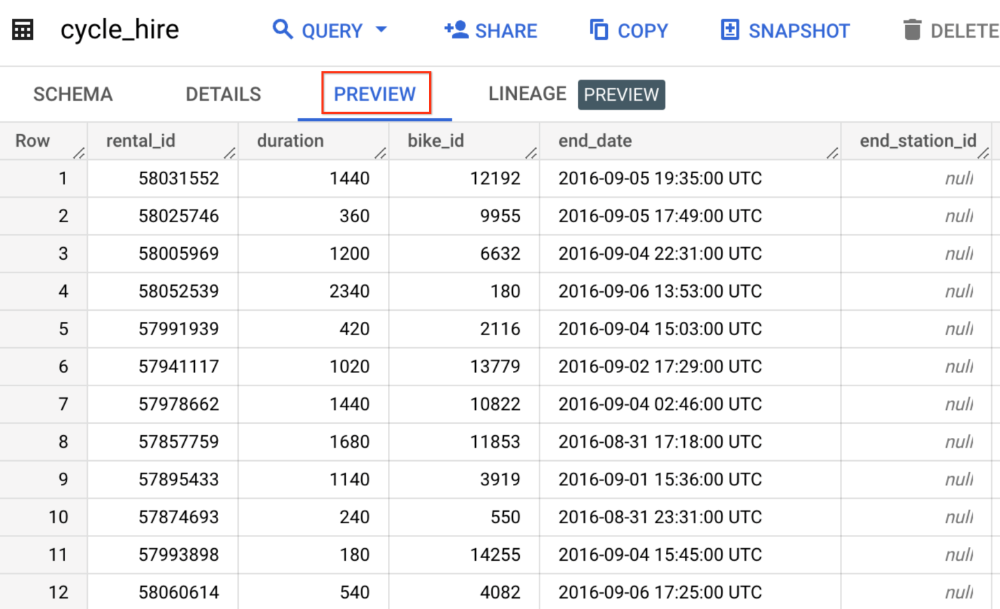 cycle_hire QUERY SHARE COPY SNAPSHOT DELETE
SCHEMA DETAILS PREVIEW LINEAGE PREVIEW
Row rental_id duration bike_id end_date end_station_id
1 58031552 1440 12192 2016-09-05 19:35:00 UTC null
2 58025746 360 9955 2016-09-05 17:49:00 UTC null
3 58005969 1200 6632 2016-09-04 22:31:00 UTC null
4 58052539 2340 180 2016-09-06 13:53:00 UTC null
5 57991939 420 2116 2016-09-04 15:03:00 UTC null
6 57941117 1020 13779 2016-09-02 17:29:00 UTC null
7 57978662 1440 10822 2016-09-04 02:46:00 UTC null
8 57857759 1680 11853 2016-08-31 17:18:00 UTC null
9 57895433 1140 3919 2016-09-01 15:36:00 UTC null
10 57874693 240 550 2016-08-31 23:31:00 UTC null
11 57993898 180 14255 2016-09-04 15:45:00 UTC null
12 58060614 540 4082 2016-09-06 17:25:00 UTC null